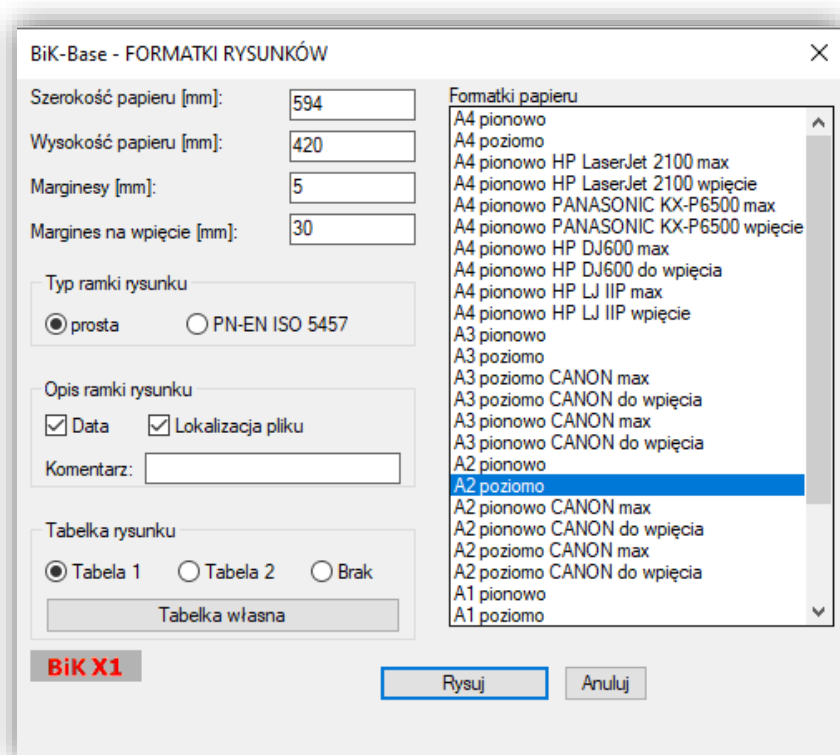 BiK-Base - FORMATKI RYSUNKÓW
Szerokość papieru [mm]: 594
Wysokość papieru [mm]: 420
Marginesy [mm]: 5
Margines na wpięcie [mm]: 30
Typ ramki rysunku
prosta PN-EN ISO 5457
Opis ramki rysunku
Data Lokalizacja pliku
Komentarz:
Tabelka rysunku
Tabela 1 Tabela 2 Brak
Tabelka własna
BiK X1
Formatki papieru
A4 pionowo
A4 poziomo
A4 pionowo HP LaserJet 2100 max
A4 pionowo HP LaserJet 2100 wpięcie
A4 pionowo PANASONIC KX-P6500 max
A4 pionowo PANASONIC KX-P6500 wpięcie
A4 pionowo HP DJ600 max
A4 pionowo HP DJ600 do wpięcia
A4 pionowo HP LJ IIP max
A4 pionowo HP LJ IIP wpięcie
A3 pionowo
A3 poziomo
A3 poziomo CANON max
A3 poziomo CANON do wpięcia
A3 pionowo CANON max
A3 pionowo CANON do wpięcia
A2 pionowo
A2 poziomo
A2 pionowo CANON max
A2 pionowo CANON do wpięcia
A2 poziomo CANON max
A2 poziomo CANON do wpięcia
A1 pionowo
A1 poziomo
Rysuj Anuluj